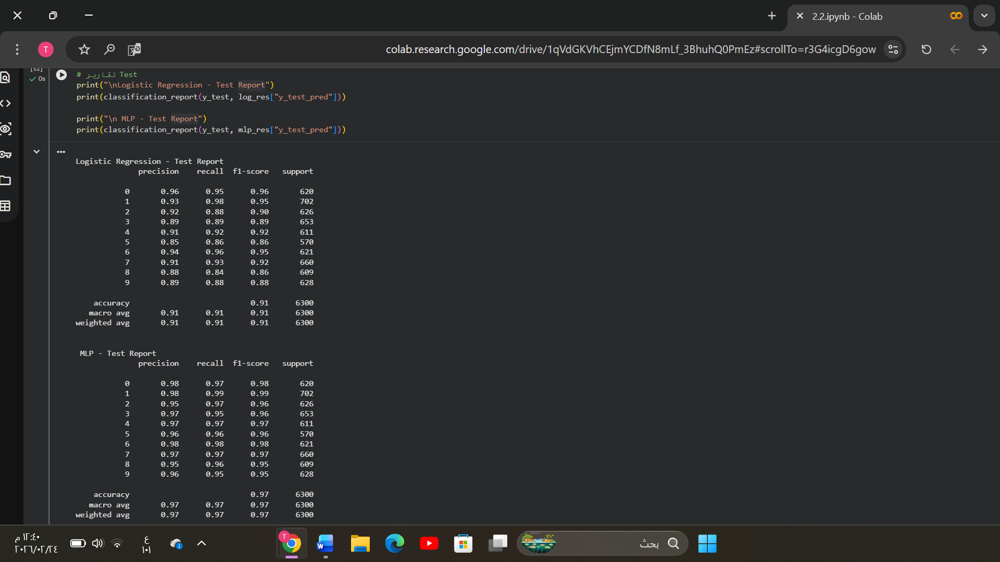 2.2.ipynb - Colab
T
colab.research.google.com/drive/1qVdGKVhCEjmYCDfN8mLf_3BhuhQ0PmEz#scrollTo=r3G4icgD6gow
[52]
0s
# تقارير Test
print("\nLogistic Regression - Test Report")
print(classification_report(y_test, log_res["y_test_pred"]))
print("\n MLP - Test Report")
print(classification_report(y_test, mlp_res["y_test_pred"]))
Logistic Regression - Test Report
precision recall f1-score support
0 0.96 0.95 0.96 620
1 0.93 0.98 0.95 702
2 0.92 0.88 0.90 626
3 0.89 0.89 0.89 653
4 0.91 0.92 0.92 611
5 0.85 0.86 0.86 570
6 0.94 0.96 0.95 621
7 0.91 0.93 0.92 660
8 0.88 0.84 0.86 609
9 0.89 0.88 0.88 628
accuracy 0.91 6300
macro avg 0.91 0.91 0.91 6300
weighted avg 0.91 0.91 0.91 6300
MLP - Test Report
precision recall f1-score support
0 0.98 0.97 0.98 620
1 0.98 0.99 0.99 702
2 0.95 0.97 0.96 626
3 0.97 0.95 0.96 653
4 0.97 0.97 0.97 611
5 0.96 0.96 0.96 570
6 0.98 0.98 0.98 621
7 0.97 0.97 0.97 660
8 0.95 0.96 0.95 609
9 0.96 0.95 0.95 628
accuracy 0.97 6300
macro avg 0.97 0.97 0.97 6300
weighted avg 0.97 0.97 0.97 6300
١٢:٤٠ م
٢٠٢٦/٠٢/٢٤
ع
١٠١
T
W
بحث